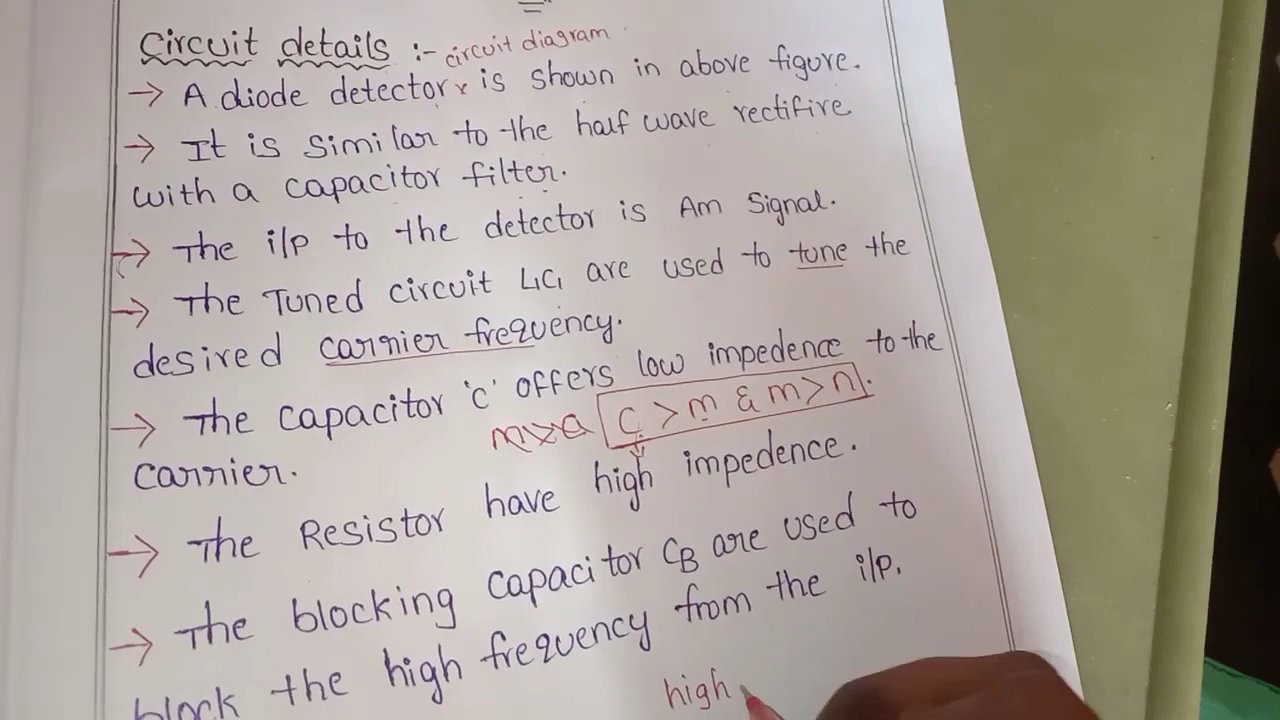 Circuit details :- circuit diagram
→ A diode detector is shown in above figure.
→ It is similar to the half wave rectifire
with a capacitor filter.
→ The i/p to the detector is Am Signal.
→ The Tuned circuit L1C1 are used to tune the
desired carrier frequency.
→ The capacitor 'c' offers low impedence to the
C > m & m > n.
carrier.
→ The Resistor have high impedence.
→ The blocking capacitor CB are used to
block the high frequency from the i/p.
high